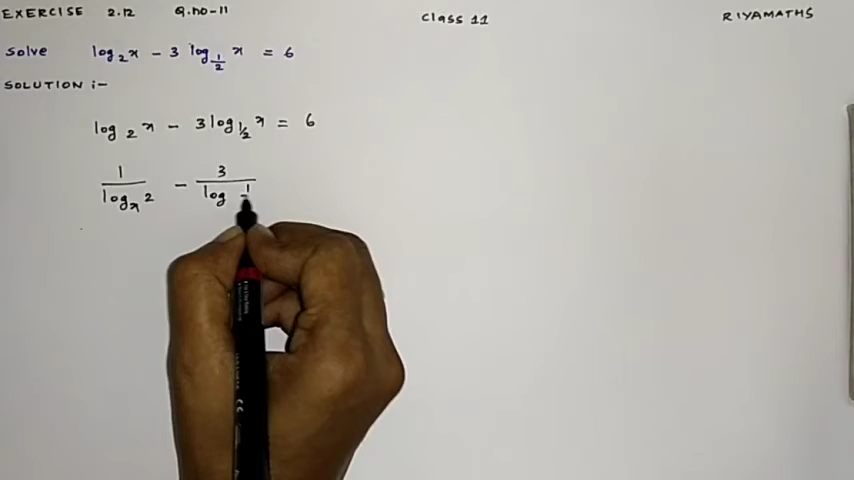 EXERCISE 2.12 Q.no-11 Class 11 RIYAMATHS
Solve log₂x - 3 log_{1/2} x = 6
SOLUTION :-
log₂x - 3log_{1/2} x = 6
1/logₓ2 - 3/log 1